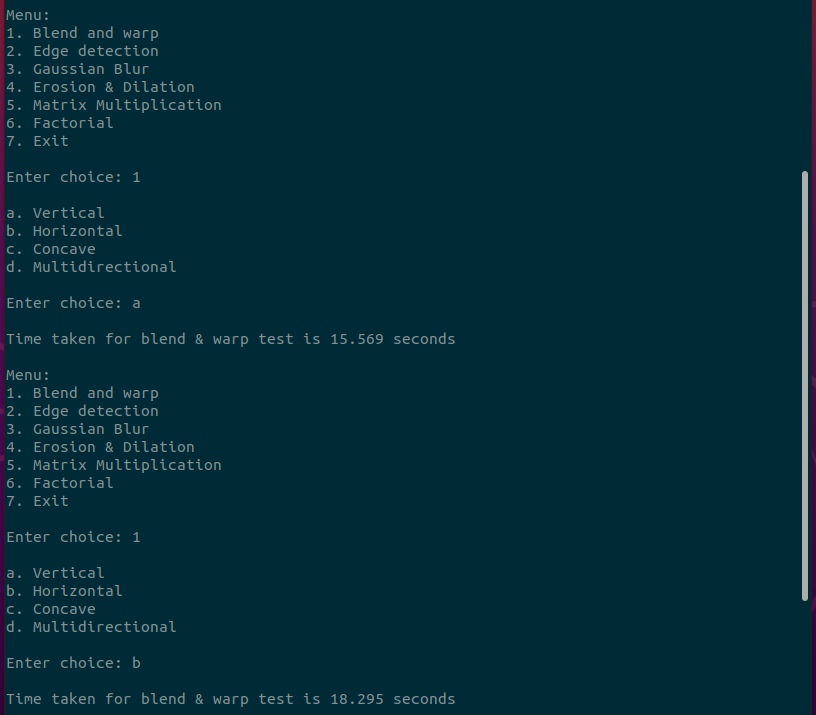 Menu:
1. Blend and warp
2. Edge detection
3. Gaussian Blur
4. Erosion & Dilation
5. Matrix Multiplication
6. Factorial
7. Exit
Enter choice: 1
a. Vertical
b. Horizontal
c. Concave
d. Multidirectional
Enter choice: a
Time taken for blend & warp test is 15.569 seconds
Menu:
1. Blend and warp
2. Edge detection
3. Gaussian Blur
4. Erosion & Dilation
5. Matrix Multiplication
6. Factorial
7. Exit
Enter choice: 1
a. Vertical
b. Horizontal
c. Concave
d. Multidirectional
Enter choice: b
Time taken for blend & warp test is 18.295 seconds